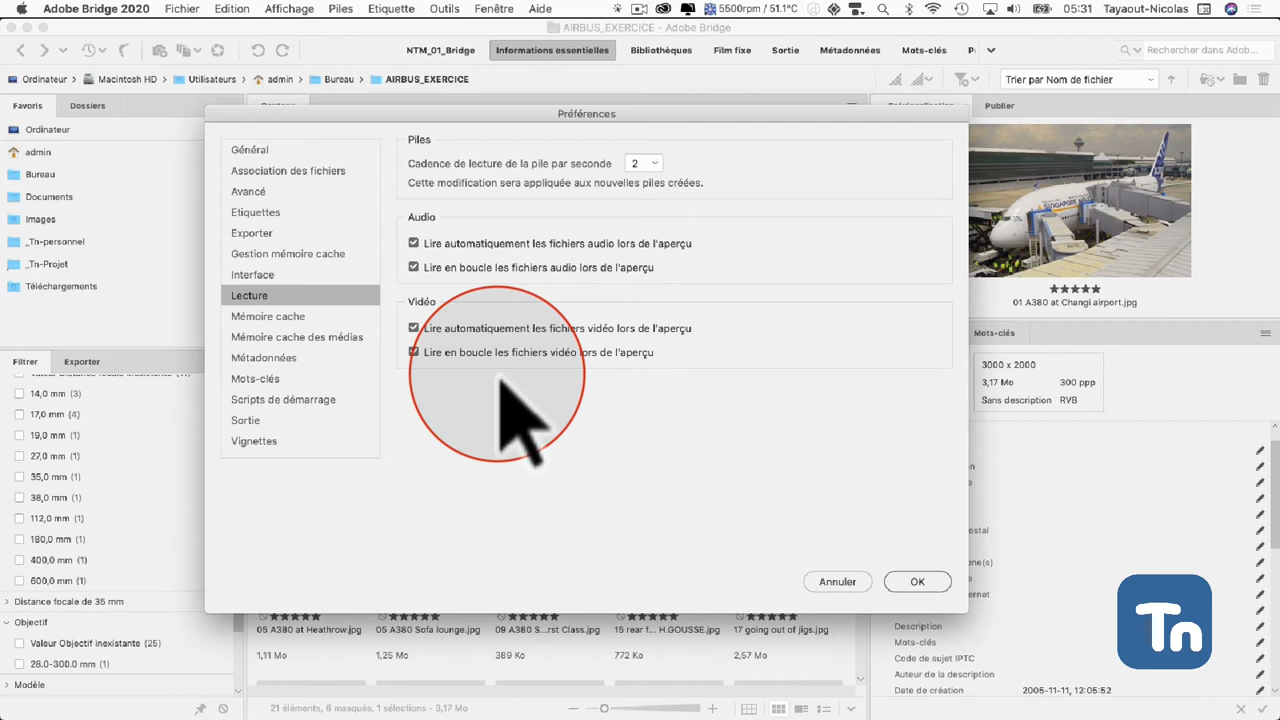 Adobe Bridge 2020 Fichier Edition Affichage Piles Etiquette Outils Fenêtre Aide 5500rpm / 51.1°C 05:31 Tayaout-Nicolas
AIRBUS_EXERCICE - Adobe Bridge
NTM_01_Bridge Informations essentielles Bibliothèques Film fixe Sortie Métadonnées Mots-clés Rechercher dans Adob...
Ordinateur Macintosh HD Utilisateurs admin Bureau AIRBUS_EXERCICE Trier par Nom de fichier
Favoris Dossiers
Publier
Ordinateur
admin
Bureau
Documents
Images
_Tn-personnel
_Tn-Projet
Téléchargements
Préférences
Général
Association des fichiers
Avancé
Etiquettes
Exporter
Gestion mémoire cache
Interface
Lecture
Mémoire cache
Mémoire cache des médias
Métadonnées
Mots-clés
Scripts de démarrage
Sortie
Vignettes
Piles
Cadence de lecture de la pile par seconde 2
Cette modification sera appliquée aux nouvelles piles créées.
Audio
Lire automatiquement les fichiers audio lors de l'aperçu
Lire en boucle les fichiers audio lors de l'aperçu
Vidéo
Lire automatiquement les fichiers vidéo lors de l'aperçu
Lire en boucle les fichiers vidéo lors de l'aperçu
Annuler OK
01 A380 at Changi airport.jpg
Mots-clés
3000 x 2000
3,17 Mo 300 ppp
Sans description RVB
Description
Mots-clés
Code de sujet IPTC
Auteur de la description
Date de création 2005-11-11, 12:05:52
Filtrer Exporter
14,0 mm (3)
17,0 mm (4)
19,0 mm (1)
27,0 mm (1)
35,0 mm (1)
38,0 mm (1)
112,0 mm (1)
180,0 mm (1)
400,0 mm (1)
600,0 mm (1)
Distance focale de 35 mm
Objectif
Valeur Objectif inexistante (25)
28.0-300.0 mm (1)
Modèle
05 A380 at Heathrow.jpg 05 A380 Sofa lounge.jpg 09 A380 S...rst Class.jpg 15 rear f... H.GOUSSE.jpg 17 going out of jigs.jpg
1,11 Mo 1,25 Mo 389 Ko 772 Ko 2,57 Mo
21 éléments, 6 masqués, 1 sélections - 3,17 Mo
Tn